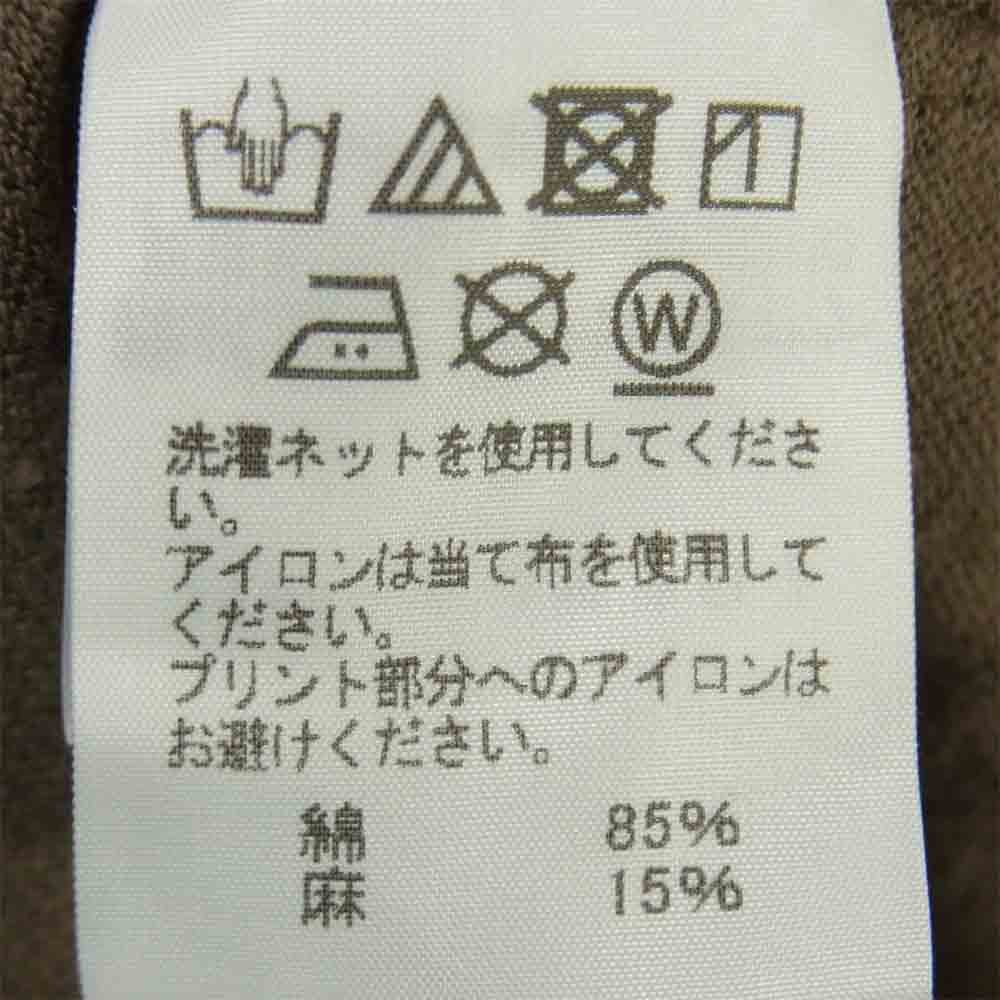 W
洗濯ネットを使用してくださ
い。
アイロンは当て布を使用して
ください。
プリント部分へのアイロンは
お避けください。
綿 85%
麻 15%